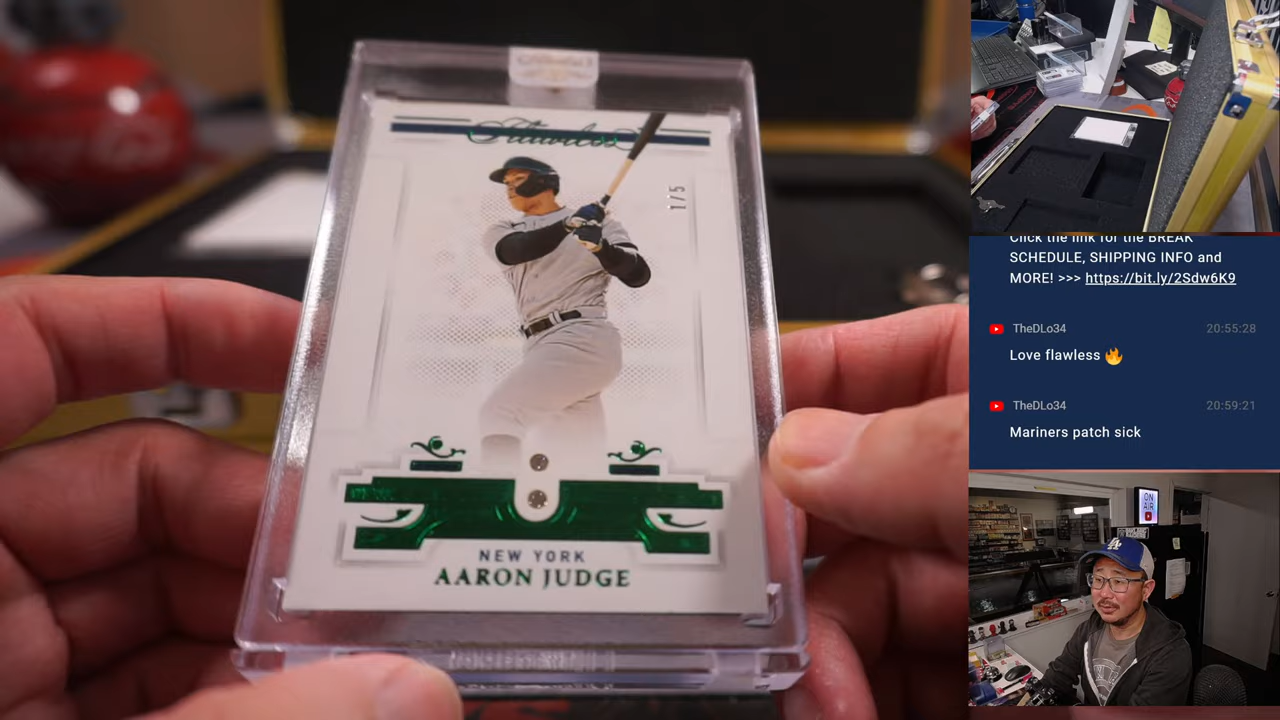 Flawless
1/5
NEW YORK
AARON JUDGE
Click the link for the BREAK
SCHEDULE, SHIPPING INFO and
MORE! >>> https://bit.ly/2Sdw6K9
TheDLo34 20:55:28
Love flawless 🔥
TheDLo34 20:59:21
Mariners patch sick
ON
AIR
LA